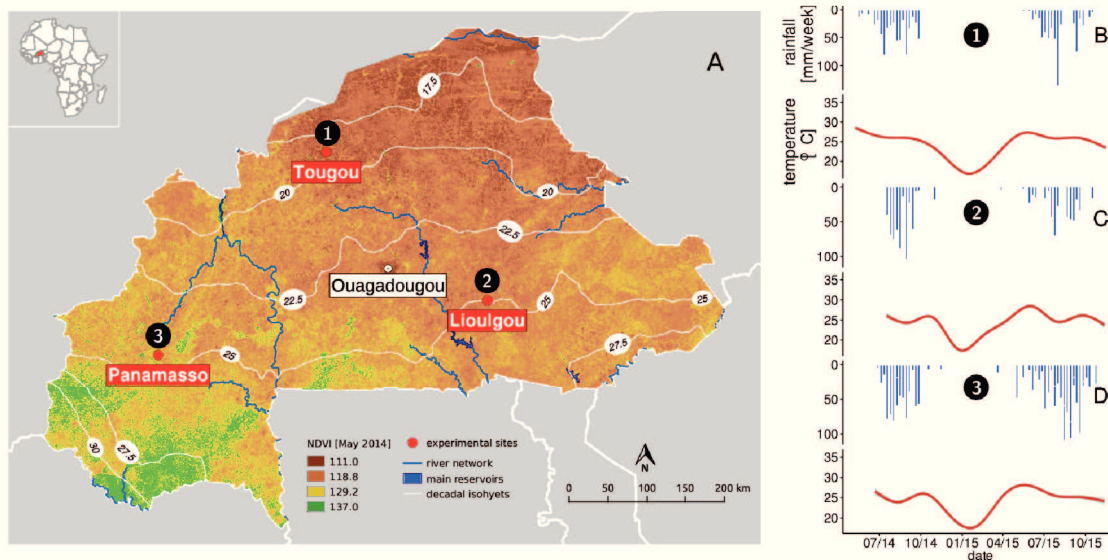 A
17.5
1
Tougou
20
20
22.5
Ouagadougou
2
22.5
25
25
Lioulgou
3
27.5
25
Panamasso
30
27.5
NDVI [May 2014]
111.0
118.8
129.2
137.0
experimental sites
river network
main reservoirs
decadal isohyets
N
0 50 100 150 200 km
B
1
rainfall
[mm/week]
0
50
100
temperature
[° C]
35
30
25
20
C
2
0
50
100
35
30
25
20
D
3
0
50
100
35
30
25
20
07/14 10/14 01/15 04/15 07/15 10/15
date